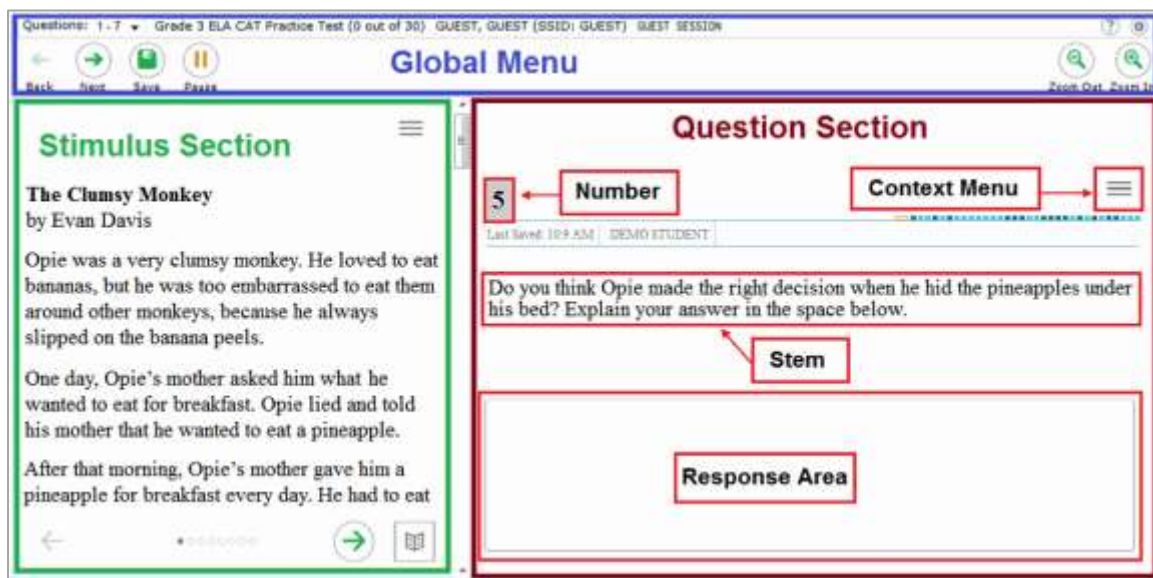 Questions: 1-7 Grade 3 ELA CAT Practice Test (0 out of 30) GUEST, GUEST (SSID: GUEST) GUEST SESSION
Back Next Save Pause
Global Menu
Zoom Out Zoom In
Stimulus Section
The Clumsy Monkey
by Evan Davis
Opie was a very clumsy monkey. He loved to eat
bananas, but he was too embarrassed to eat them
around other monkeys, because he always
slipped on the banana peels.
One day, Opie's mother asked him what he
wanted to eat for breakfast. Opie lied and told
his mother that he wanted to eat a pineapple.
After that morning, Opie's mother gave him a
pineapple for breakfast every day. He had to eat
Question Section
5
Number
Context Menu
Last Saved: 10:9 AM DEMO STUDENT
Do you think Opie made the right decision when he hid the pineapples under
his bed? Explain your answer in the space below.
Stem
Response Area